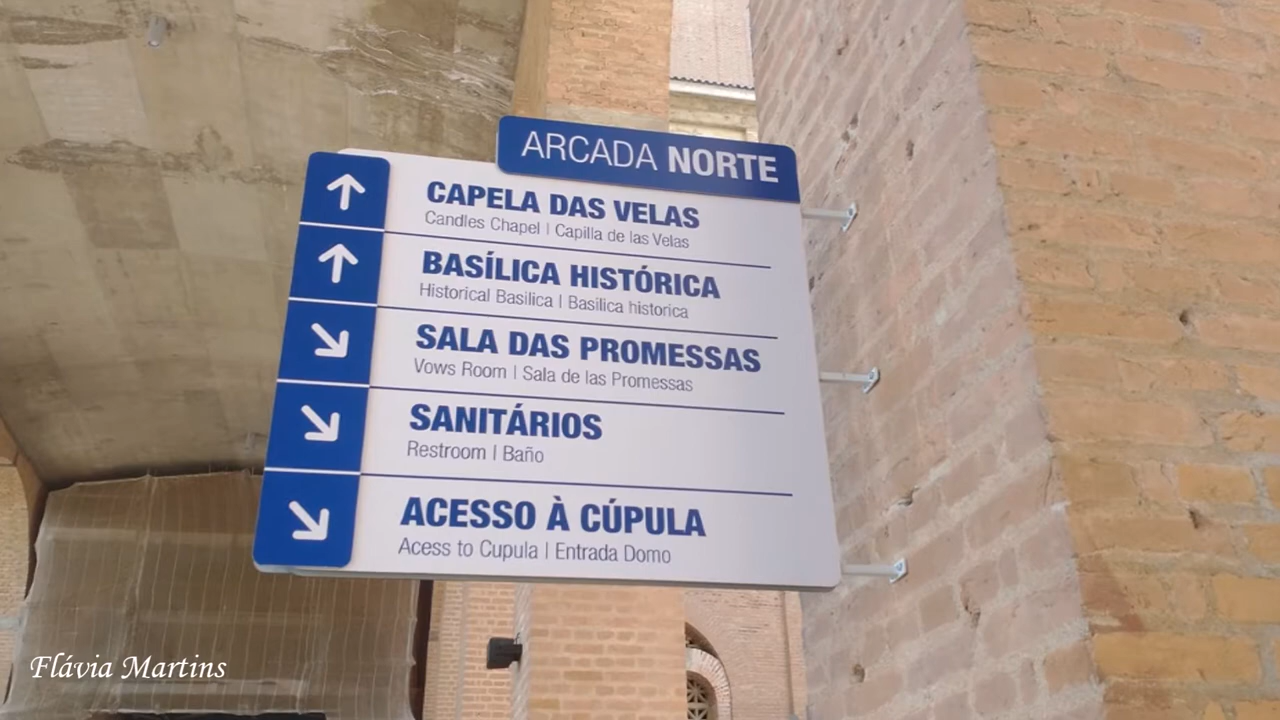 ARCADA NORTE
CAPELA DAS VELAS
Candles Chapel | Capilla de las Velas
BASÍLICA HISTÓRICA
Historical Basilica | Basilica historica
SALA DAS PROMESSAS
Vows Room | Sala de las Promessas
SANITÁRIOS
Restroom | Baño
ACESSO À CÚPULA
Acess to Cupula | Entrada Domo
Flávia Martins